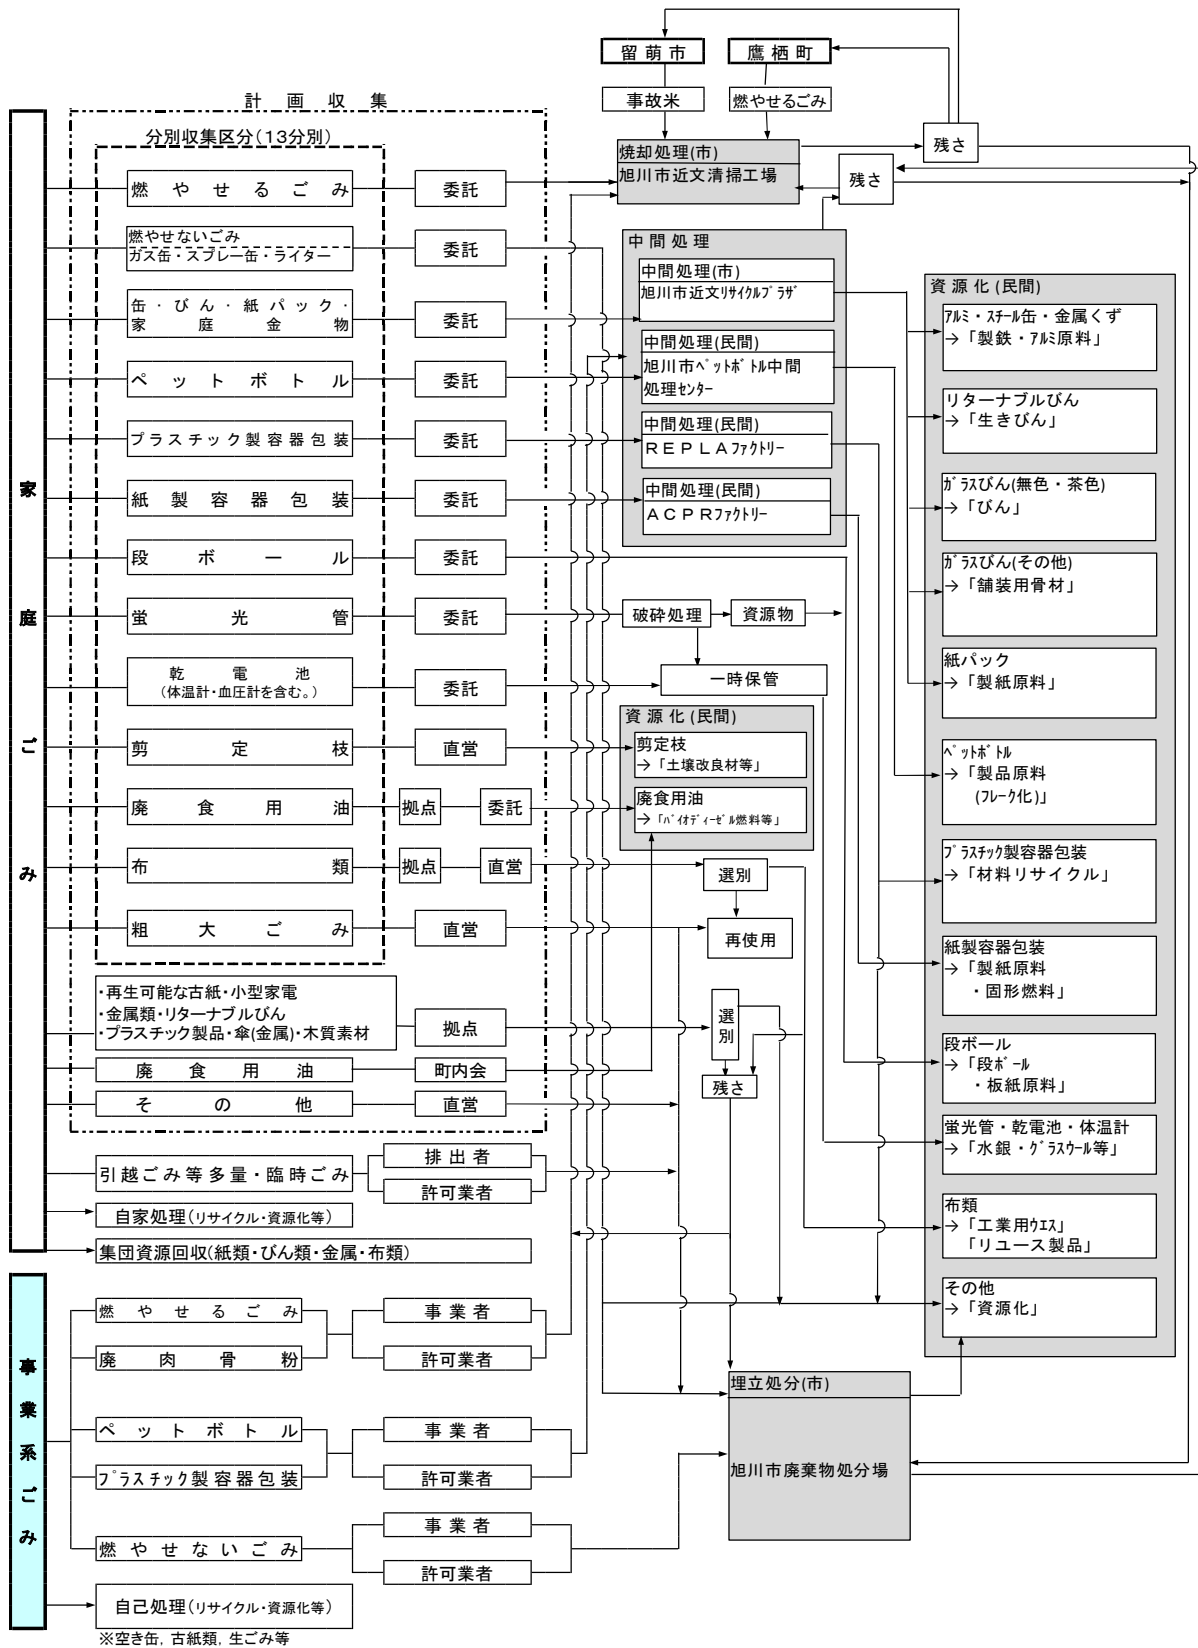 留萌市
鷹栖町
事故米
燃やせるごみ
計画収集
分別収集区分(13分別)
焼却処理(市)
旭川市近文清掃工場
残さ
残さ
家庭ごみ
燃やせるごみ
委託
燃やせないごみ
ガス缶・スプレー缶・ライター
委託
缶・びん・紙パック・
家庭金物
委託
ペットボトル
委託
プラスチック製容器包装
委託
紙製容器包装
委託
段ボール
委託
蛍光管
委託
乾電池
(体温計・血圧計を含む。)
委託
剪定枝
直営
廃食用油
拠点
委託
布類
拠点
直営
粗大ごみ
直営
・再生可能な古紙・小型家電
・金属類・リターナブルびん
・プラスチック製品・傘(金属)・木質素材
拠点
廃食用油
町内会
その他
直営
引越ごみ等多量・臨時ごみ
排出者
許可業者
自家処理(リサイクル・資源化等)
集団資源回収(紙類・びん類・金属・布類)
中間処理
中間処理(市)
旭川市近文ﾘｻｲｸﾙﾌﾟﾗｻﾞ
中間処理(民間)
旭川市ﾍﾟｯﾄﾎﾞﾄﾙ中間
処理ｾﾝﾀｰ
中間処理(民間)
ＲＥＰＬＡﾌｧｸﾄﾘｰ
中間処理(民間)
ＡＣＰＲﾌｧｸﾄﾘｰ
破砕処理
資源物
一時保管
資源化(民間)
剪定枝
→「土壌改良材等」
廃食用油
→「ﾊﾞｲｵﾃﾞｨｰｾﾞﾙ燃料等」
選別
再使用
選別
残さ
資源化(民間)
ｱﾙﾐ・ｽﾁｰﾙ缶・金属くず
→「製鉄・ｱﾙﾐ原料」
リターナブルびん
→「生きびん」
ｶﾞﾗｽびん(無色・茶色)
→「びん」
ｶﾞﾗｽびん(その他)
→「舗装用骨材」
紙パック
→「製紙原料」
ﾍﾟｯﾄﾎﾞﾄﾙ
→「製品原料
(ﾌﾚｰｸ化)」
ﾌﾟﾗｽﾁｯｸ製容器包装
→「材料リサイクル」
紙製容器包装
→「製紙原料
・固形燃料」
段ボール
→「段ﾎﾞｰﾙ
・板紙原料」
蛍光管・乾電池・体温計
→「水銀・ｸﾞﾗｽｳｰﾙ等」
布類
→「工業用ｳｴｽ」
「リユース製品」
その他
→「資源化」
事業系ごみ
燃やせるごみ
事業者
廃肉骨粉
許可業者
ペットボトル
事業者
ﾌﾟﾗｽﾁｯｸ製容器包装
許可業者
燃やせないごみ
事業者
許可業者
埋立処分(市)
旭川市廃棄物処分場
自己処理(リサイクル・資源化等)
※空き缶, 古紙類, 生ごみ等